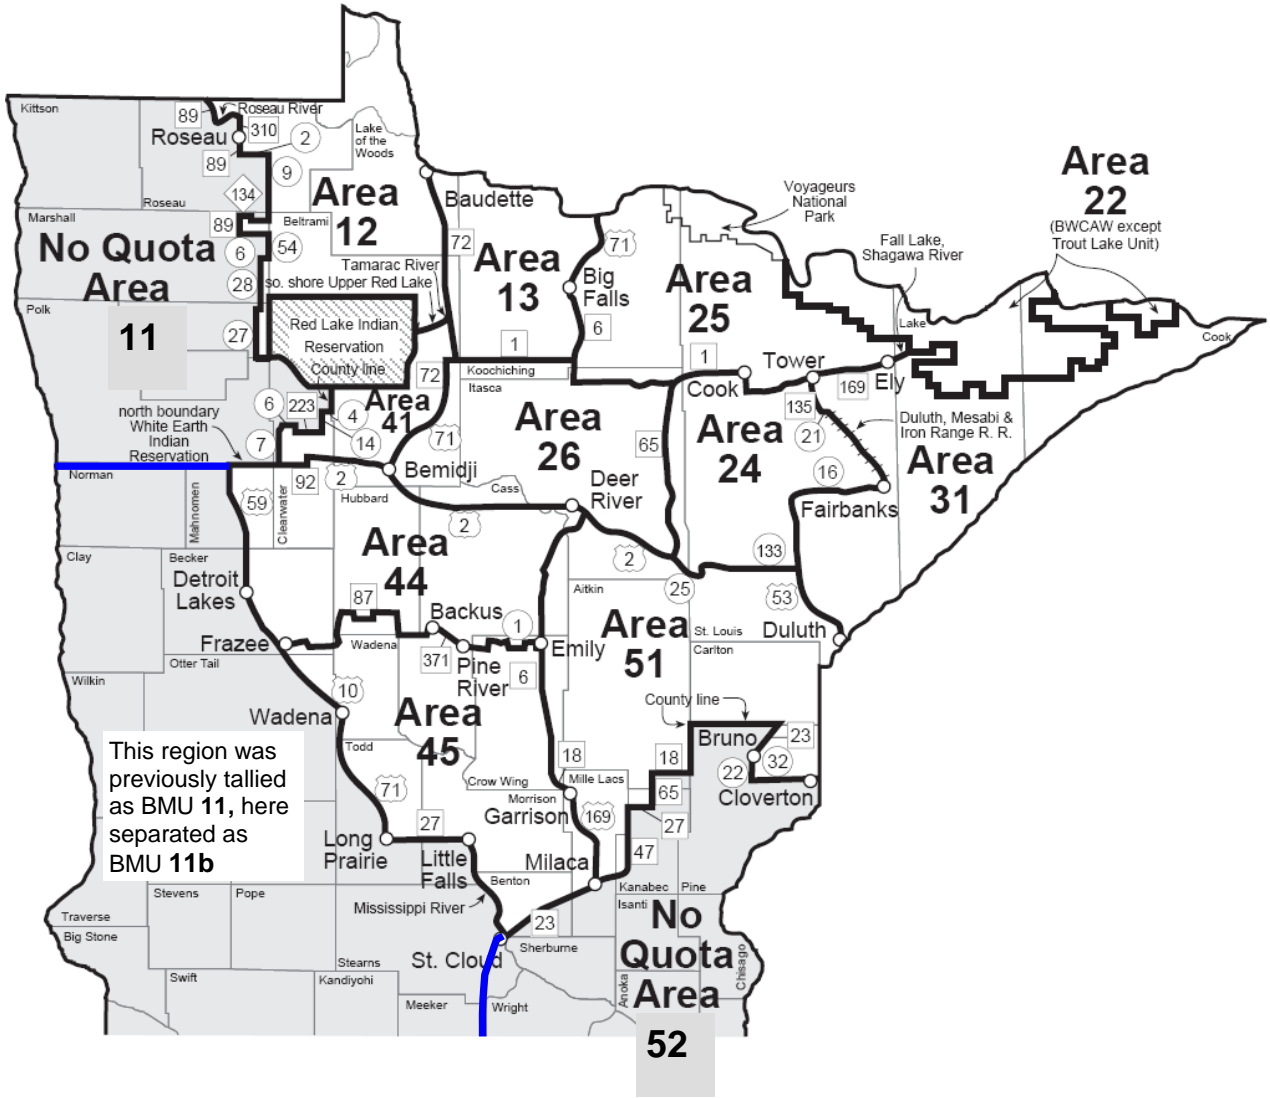 Kittson
89
Roseau River
Roseau
310
2
Lake
of the
Woods
89
9
134
Roseau
Area
12
Baudette
Marshall
89
Beltrami
No Quota
Area
6
54
28
Tamarac River
so. shore Upper Red Lake
72
Area
13
Big
Falls
71
6
Voyageurs
National
Park
Area
25
Fall Lake,
Shagawa River
Area
22
(BWCAW except
Trout Lake Unit)
Polk
11
27
Red Lake Indian
Reservation
County line
1
Koochiching
Itasca
72
1
Cook
Tower
Lake
Cook
169
Ely
north boundary
White Earth
Indian
Reservation
6
223
4
14
7
Area
41
71
Bemidji
Area
26
65
Deer
River
Area
24
135
21
Duluth, Mesabi &
Iron Range R. R.
16
Area
31
Fairbanks
Norman
Mahnomen
59
Clearwater
92
2
Hubbard
Cass
2
2
133
Clay
Becker
Detroit
Lakes
Area
44
Aitkin
25
53
87
Backus
1
Area
51
St. Louis
Duluth
Carlton
Frazee
Wadena
371
Pine
River
6
Emily
Otter Tail
Wilkin
10
Wadena
Area
45
County line
Bruno
23
This region was
previously tallied
as BMU 11, here
separated as
BMU 11b
Todd
71
Crow Wing
18
Mille Lacs
18
22
32
Cloverton
Morrison
Garrison
169
65
27
27
Long
Prairie
Little
Falls
Milaca
47
Benton
Kanabec
Pine
Stevens
Pope
Mississippi River
23
Isanti
No
Quota
Area
52
Traverse
Big Stone
Stearns
St. Cloud
Sherburne
Swift
Kandiyohi
Meeker
Wright
Anoka
Chisago